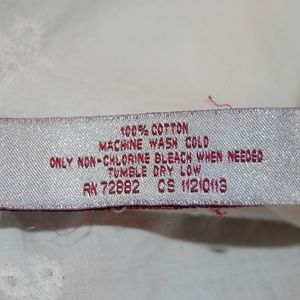 100% COTTON
MACHINE WASH COLD
ONLY NON-CHLORINE BLEACH WHEN NEEDED
TUMBLE DRY LOW
RN 72882 CS 11210113